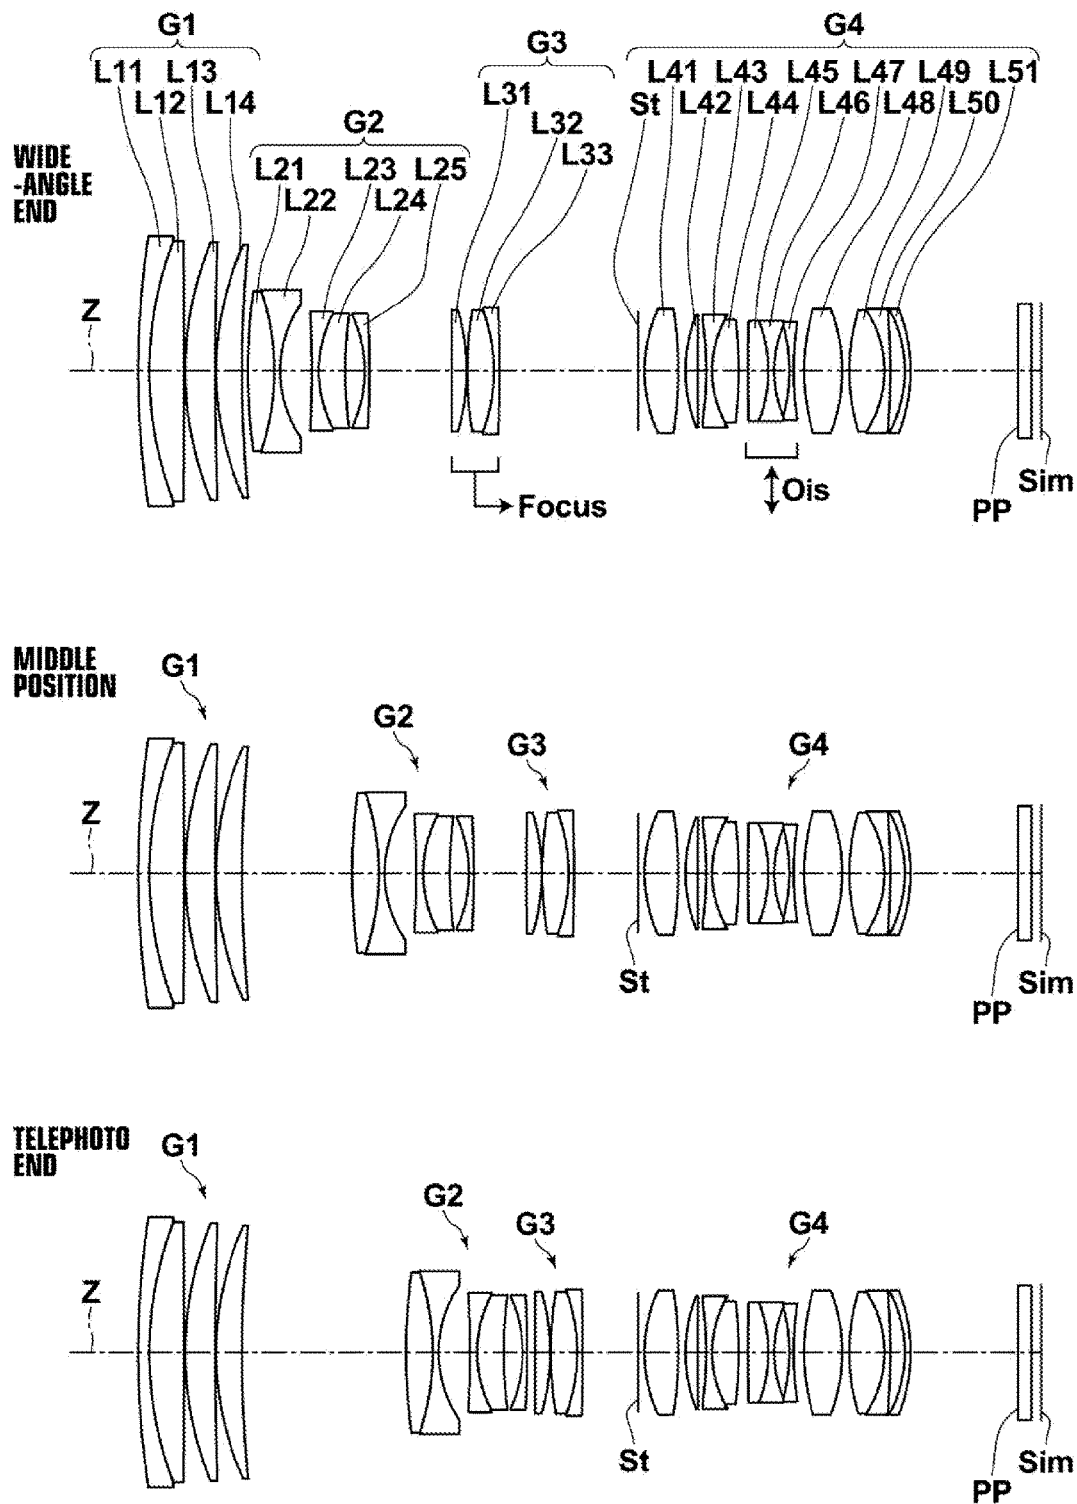 G1 G3 G4
L11 L13 L31 L41 L43 L45 L47 L49 L51
L12 L14 St L42 L44 L46 L48 L50
G2 L32
WIDE
-ANGLE
END
L21 L23 L25 L33
L22 L24
Z
Focus
Ois
PP
Sim
MIDDLE
POSITION
G1
G2
G3
G4
Z
St
PP
Sim
TELEPHOTO
END
G1
G2
G3
G4
Z
St
PP
Sim